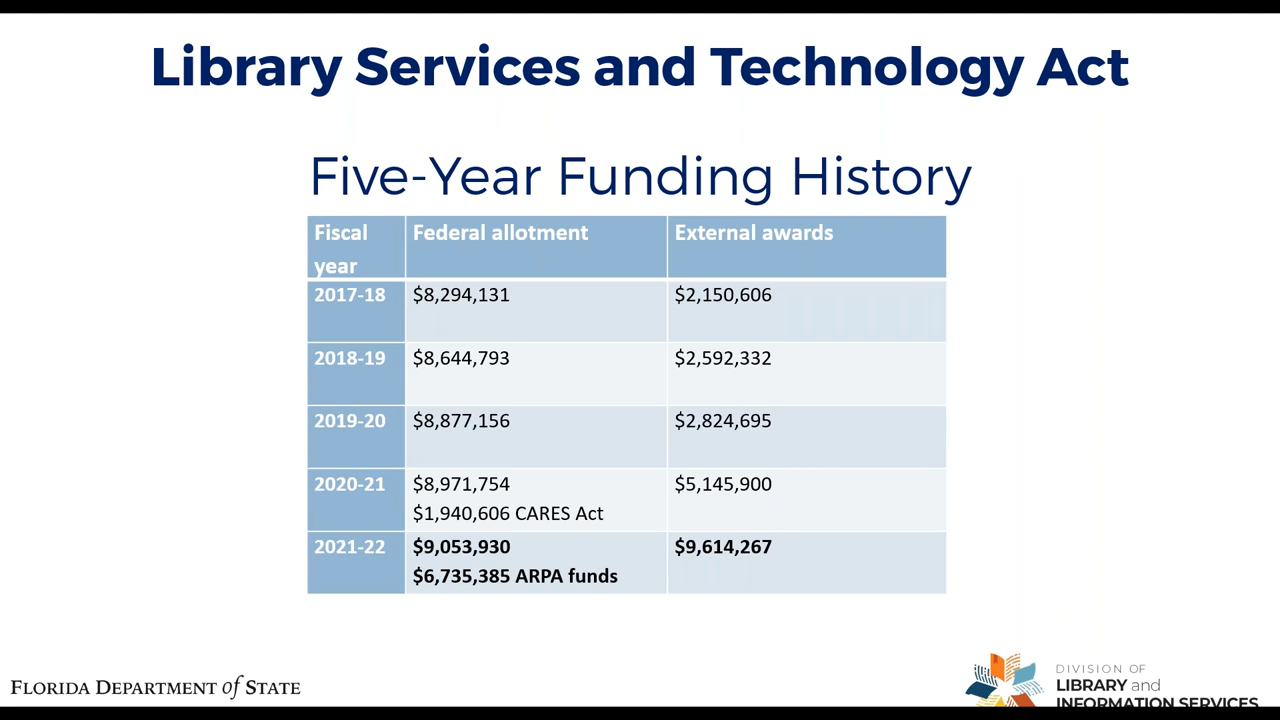 Library Services and Technology Act
Five-Year Funding History
Fiscal year Federal allotment External awards
2017-18 $8,294,131 $2,150,606
2018-19 $8,644,793 $2,592,332
2019-20 $8,877,156 $2,824,695
2020-21 $8,971,754 $5,145,900
$1,940,606 CARES Act
2021-22 $9,053,930 $9,614,267
$6,735,385 ARPA funds
FLORIDA DEPARTMENT of STATE
DIVISION OF
LIBRARY and
INFORMATION SERVICES